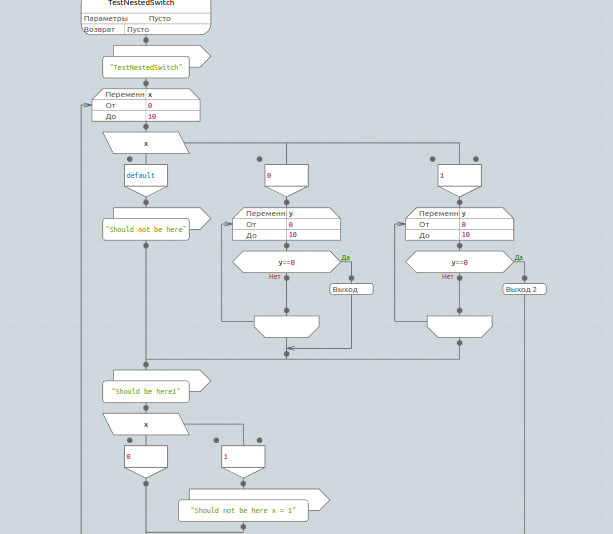 TestNestedSwitch
Параметры Пусто
Возврат Пусто
"TestNestedSwitch"
Переменн x
От 0
До 10
x
default
0
1
"Should not be here"
Переменн y
От 0
До 10
Переменн y
От 0
До 10
y==0
Да
Нет
y==0
Да
Нет
Выход
Выход 2
"Should be here1"
x
0
1
"Should not be here x = 1"